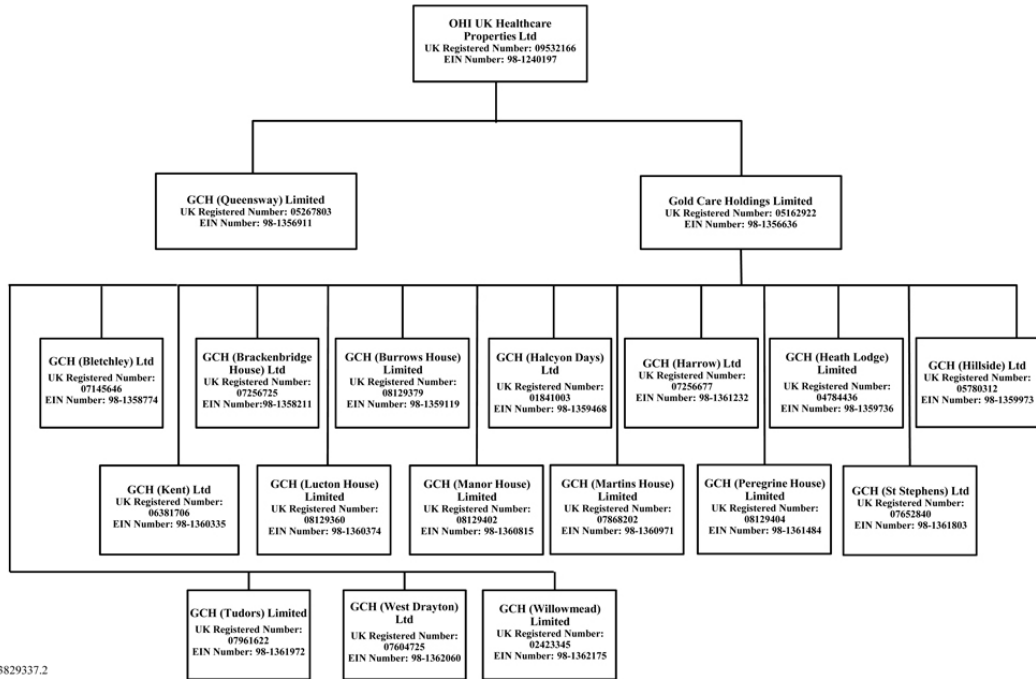 OHI UK Healthcare
Properties Ltd
UK Registered Number: 09532166
EIN Number: 98-1240197
GCH (Queensway) Limited
UK Registered Number: 05267803
EIN Number: 98-1356911
Gold Care Holdings Limited
UK Registered Number: 05162922
EIN Number: 98-1356636
GCH (Bletchley) Ltd
UK Registered Number:
07145646
EIN Number: 98-1358774
GCH (Brackenbridge
House) Ltd
UK Registered Number:
07256725
EIN Number:98-1358211
GCH (Burrows House)
Limited
UK Registered Number:
08129379
EIN Number: 98-1359119
GCH (Halcyon Days)
Ltd
UK Registered Number:
01841003
EIN Number: 98-1359468
GCH (Harrow) Ltd
UK Registered Number:
07256677
EIN Number: 98-1361232
GCH (Heath Lodge)
Limited
UK Registered Number:
04784436
EIN Number: 98-1359736
GCH (Hillside) Ltd
UK Registered Number:
05780312
EIN Number: 98-1359973
GCH (Kent) Ltd
UK Registered Number:
06381706
EIN Number: 98-1360335
GCH (Lucton House)
Limited
UK Registered Number:
08129360
EIN Number: 98-1360374
GCH (Manor House)
Limited
UK Registered Number:
08129402
EIN Number: 98-1360815
GCH (Martins House)
Limited
UK Registered Number:
07868202
EIN Number: 98-1360971
GCH (Peregrine House)
Limited
UK Registered Number:
08129404
EIN Number: 98-1361484
GCH (St Stephens) Ltd
UK Registered Number:
07652840
EIN Number: 98-1361803
GCH (Tudors) Limited
UK Registered Number:
07961622
EIN Number: 98-1361972
GCH (West Drayton)
Ltd
UK Registered Number:
07604725
EIN Number: 98-1362060
GCH (Willowmead)
Limited
UK Registered Number:
02423345
EIN Number: 98-1362175
3829337.2